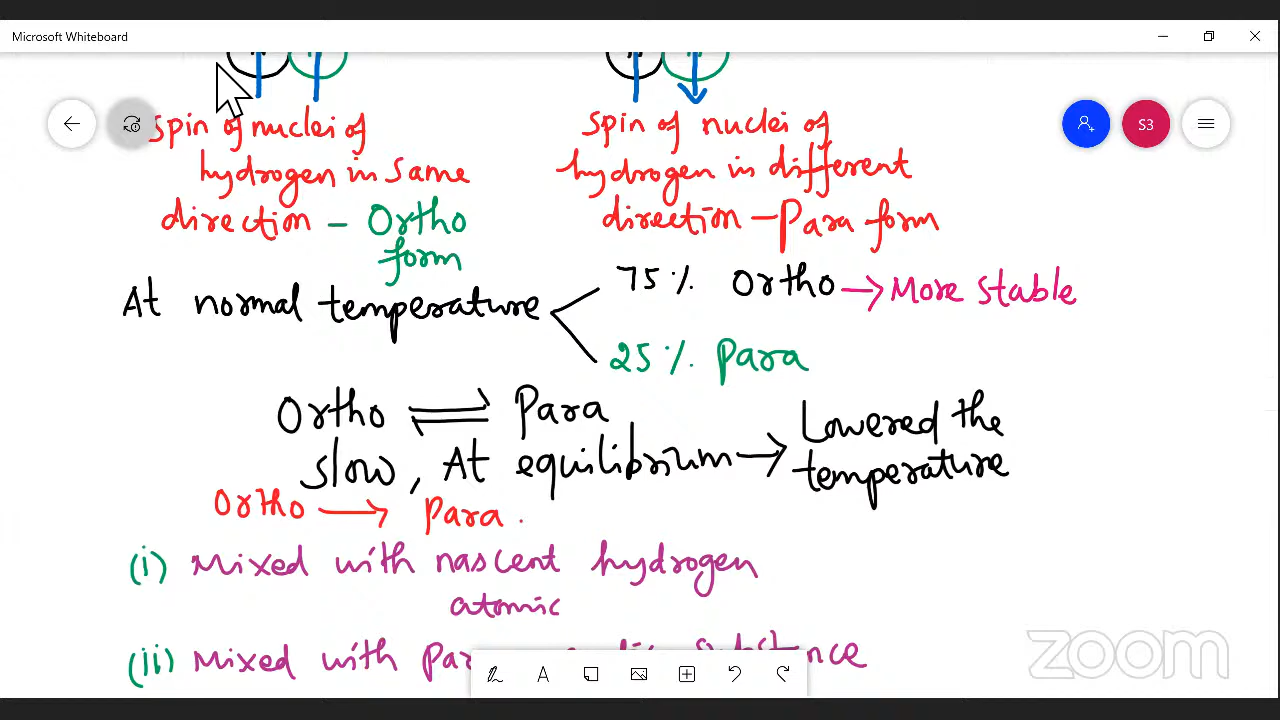 Microsoft Whiteboard
spin of nuclei of
hydrogen in same
direction - Ortho
form
spin of nuclei of
hydrogen in different
direction - Para form
S3
At normal temperature
75% Ortho → More stable
25% Para
Ortho ⇌ Para
slow, At equilibrium → Lowered the
temperature
Ortho → Para.
(i) Mixed with nascent hydrogen
atomic
(ii) Mixed with
zoom